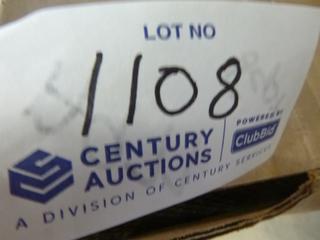 LOT NO
1108
CENTURY
AUCTIONS
POWERED BY
ClubBid
A DIVISION OF CENTURY SERVICES